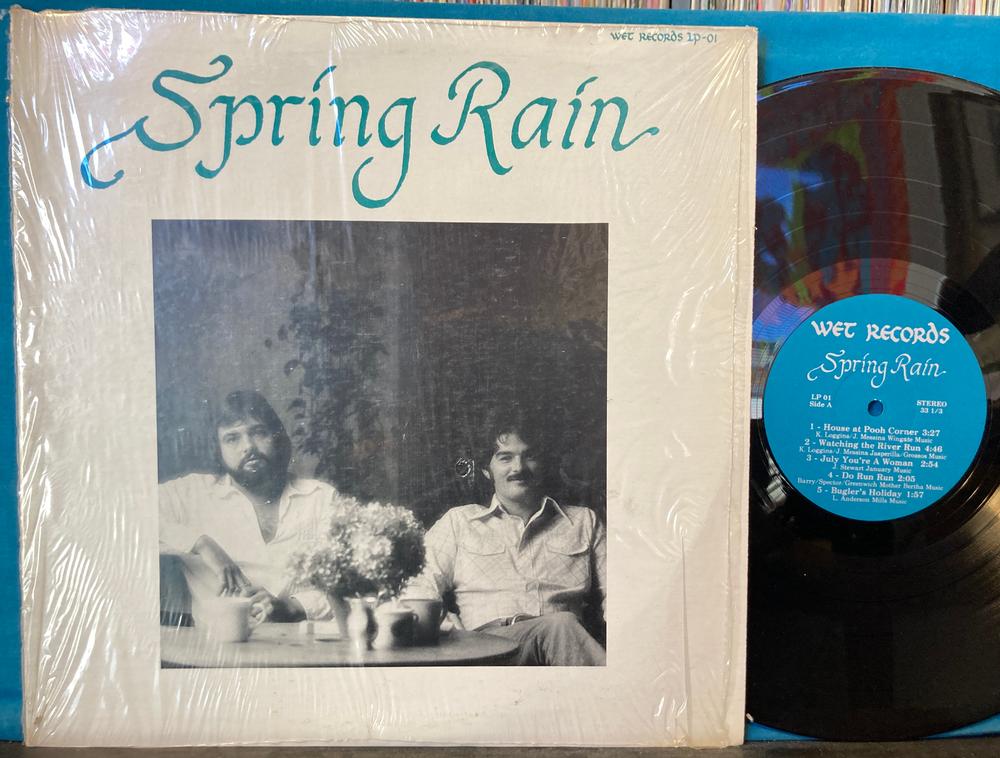 WET RECORDS LP-01
Spring Rain
WET RECORDS
Spring Rain
LP 01
Side A
STEREO
33 1/3
1 - House at Pooh Corner 3:27
K. Loggins/J. Messina Wingate Music
2 - Watching the River Run 4:46
K. Loggins/J. Messina Jasperilla/Grossos Music
3 - July You're A Woman 2:54
J. Stewart January Music
4 - Do Run Run 2:05
Barry/Spector/Greenwich Mother Bertha Music
5 - Bugler's Holiday 1:57
L. Anderson Mills Music